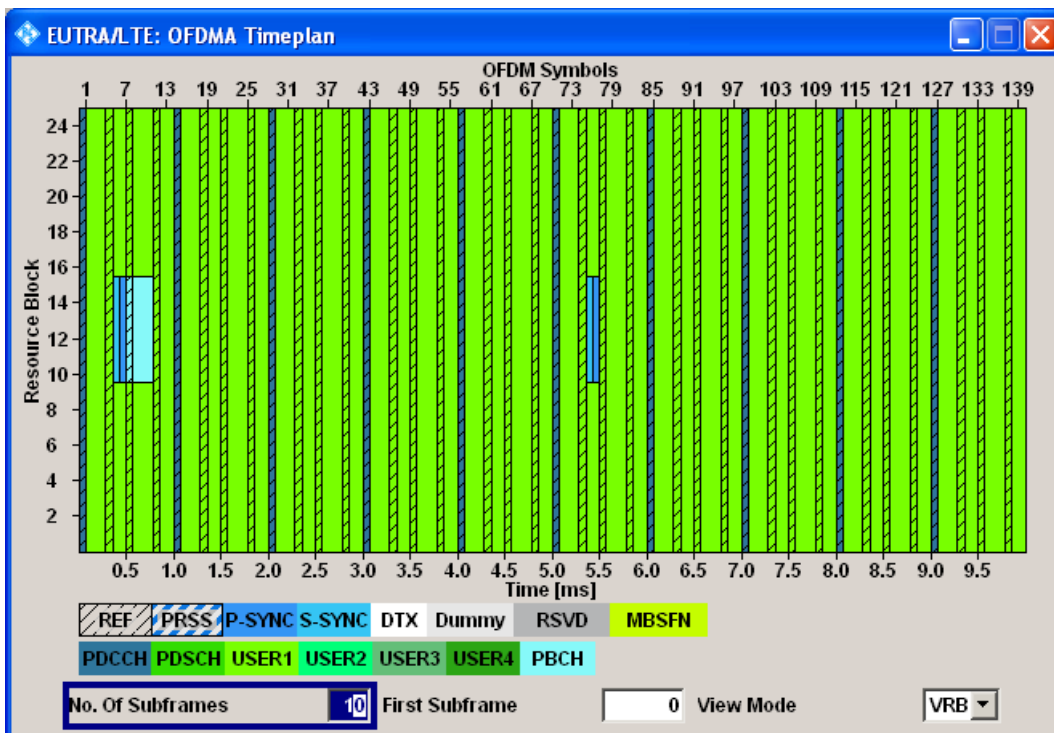 EUTRA/LTE: OFDMA Timeplan
OFDM Symbols
1 7 13 19 25 31 37 43 49 55 61 67 73 79 85 91 97 103 109 115 121 127 133 139
Resource Block
24
22
20
18
16
14
12
10
8
6
4
2
0.5 1.0 1.5 2.0 2.5 3.0 3.5 4.0 4.5 5.0 5.5 6.0 6.5 7.0 7.5 8.0 8.5 9.0 9.5
Time [ms]
REF PRSS P-SYNC S-SYNC DTX Dummy RSVD MBSFN
PDCCH PDSCH USER1 USER2 USER3 USER4 PBCH
No. Of Subframes 10 First Subframe 0 View Mode VRB